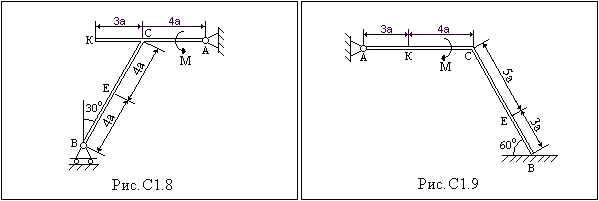 3a 4a
К C A
M
4a
E
30°
4a
B
Рис. С1.8
3a 4a
A К C
M
5a
E
3a
60°
B
Рис. С1.9